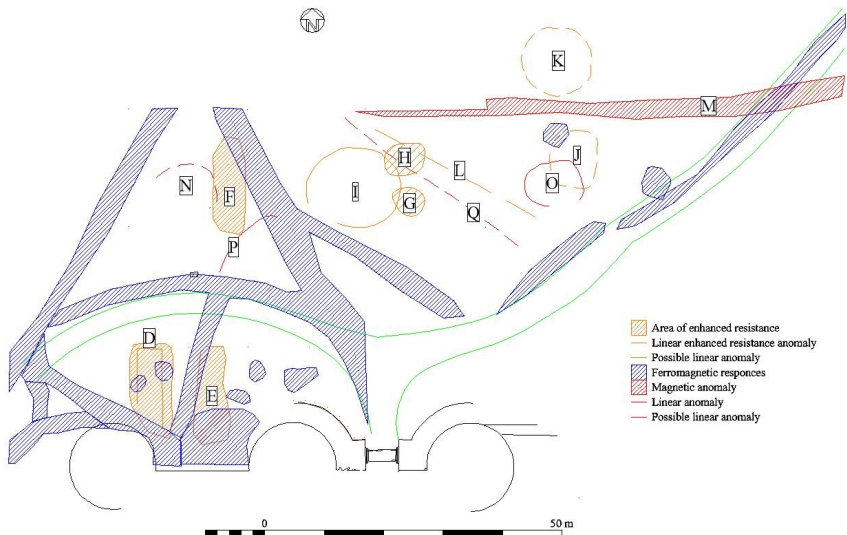 N
K
M
H
J
L
N
I
O
F
G
Q
P
D
E
Area of enhanced resistance
Linear enhanced resistance anomaly
Possible linear anomaly
Ferromagnetic responces
Magnetic anomaly
Linear anomaly
Possible linear anomaly
0 50 m